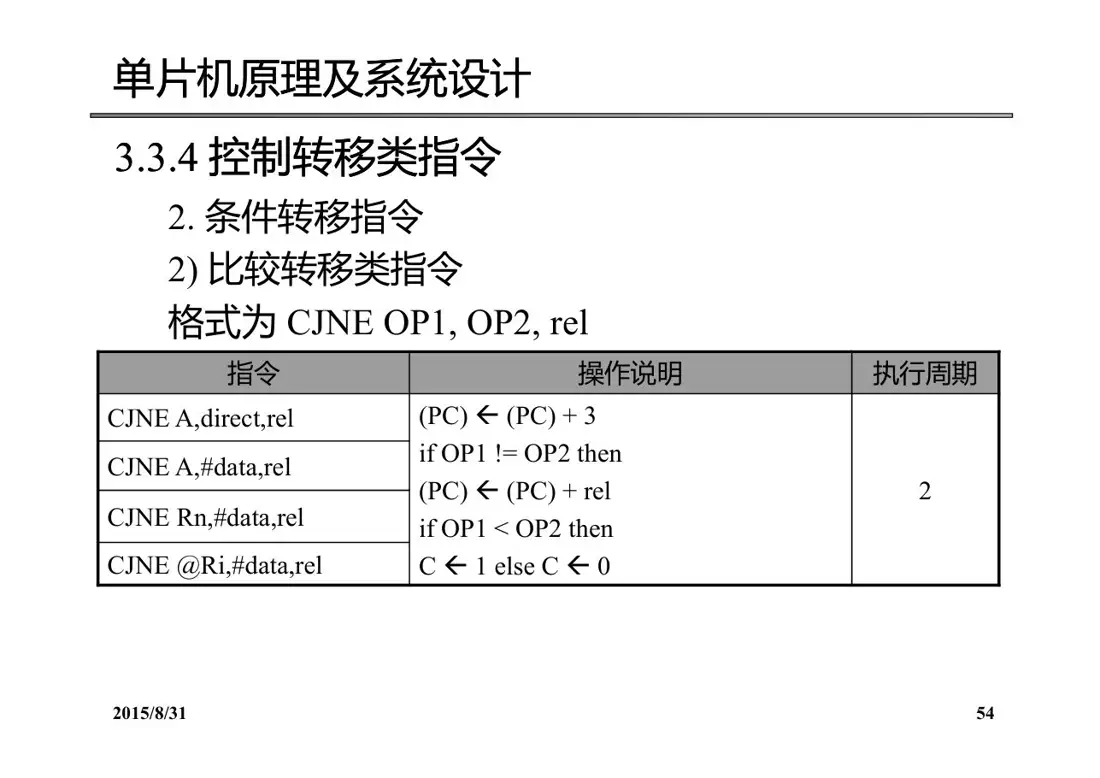 单片机原理及系统设计
3.3.4 控制转移类指令
2. 条件转移指令
2) 比较转移类指令
格式为 CJNE OP1, OP2, rel
指令 操作说明 执行周期
CJNE A,direct,rel
CJNE A,#data,rel
CJNE Rn,#data,rel
CJNE @Ri,#data,rel
(PC) ← (PC) + 3
if OP1 != OP2 then
(PC) ← (PC) + rel
if OP1 < OP2 then
C ← 1 else C ← 0
2
2015/8/31
54